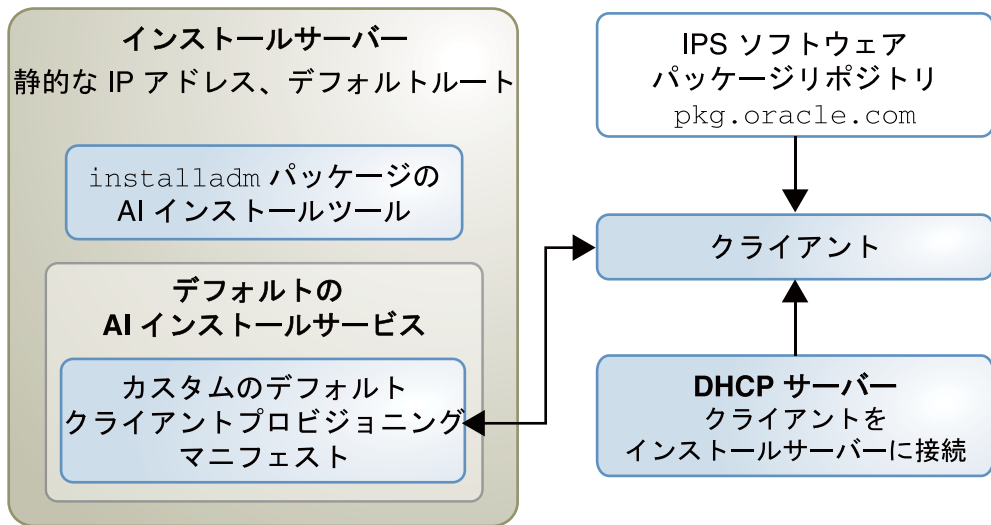 インストールサーバー
静的な IP アドレス、デフォルトルート
installadm パッケージの
AI インストールツール
デフォルトの
AI インストールサービス
カスタムのデフォルト
クライアントプロビジョニング
マニフェスト
IPS ソフトウェア
パッケージリポジトリ
pkg.oracle.com
クライアント
DHCP サーバー
クライアントを
インストールサーバーに接続